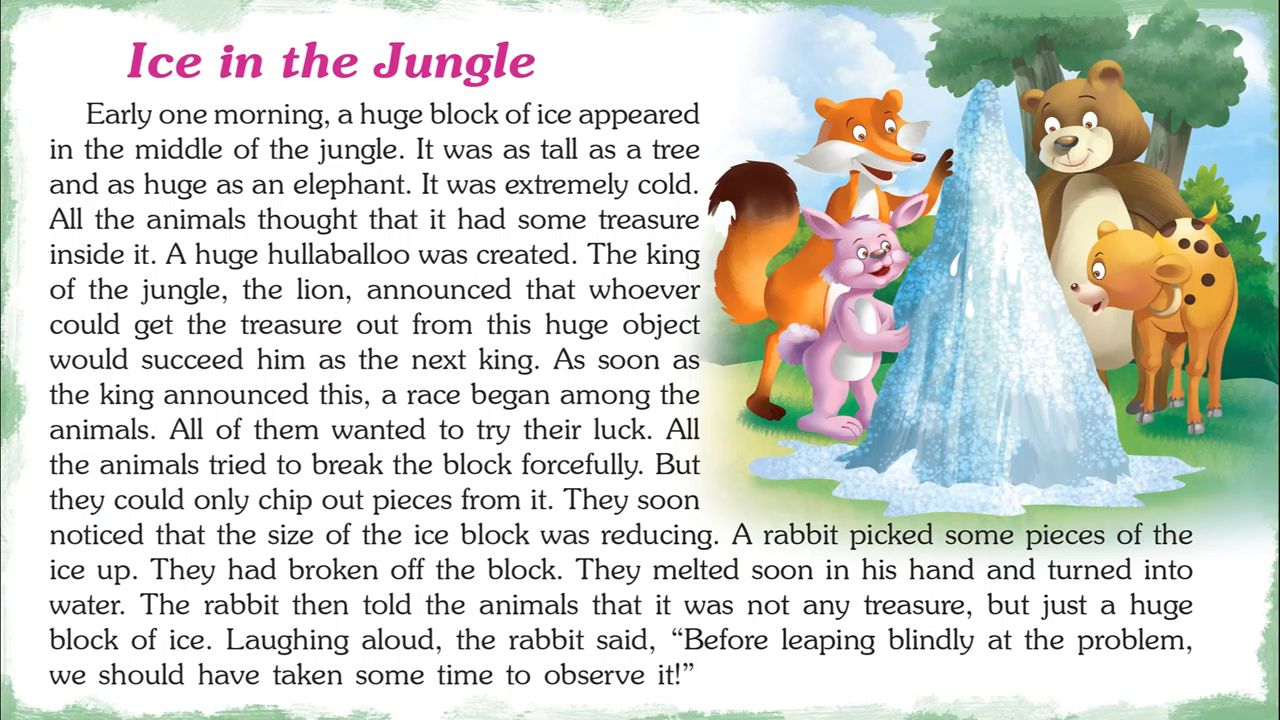 Ice in the Jungle
Early one morning, a huge block of ice appeared
in the middle of the jungle. It was as tall as a tree
and as huge as an elephant. It was extremely cold.
All the animals thought that it had some treasure
inside it. A huge hullaballoo was created. The king
of the jungle, the lion, announced that whoever
could get the treasure out from this huge object
would succeed him as the next king. As soon as
the king announced this, a race began among the
animals. All of them wanted to try their luck. All
the animals tried to break the block forcefully. But
they could only chip out pieces from it. They soon
noticed that the size of the ice block was reducing. A rabbit picked some pieces of the
ice up. They had broken off the block. They melted soon in his hand and turned into
water. The rabbit then told the animals that it was not any treasure, but just a huge
block of ice. Laughing aloud, the rabbit said, “Before leaping blindly at the problem,
we should have taken some time to observe it!”